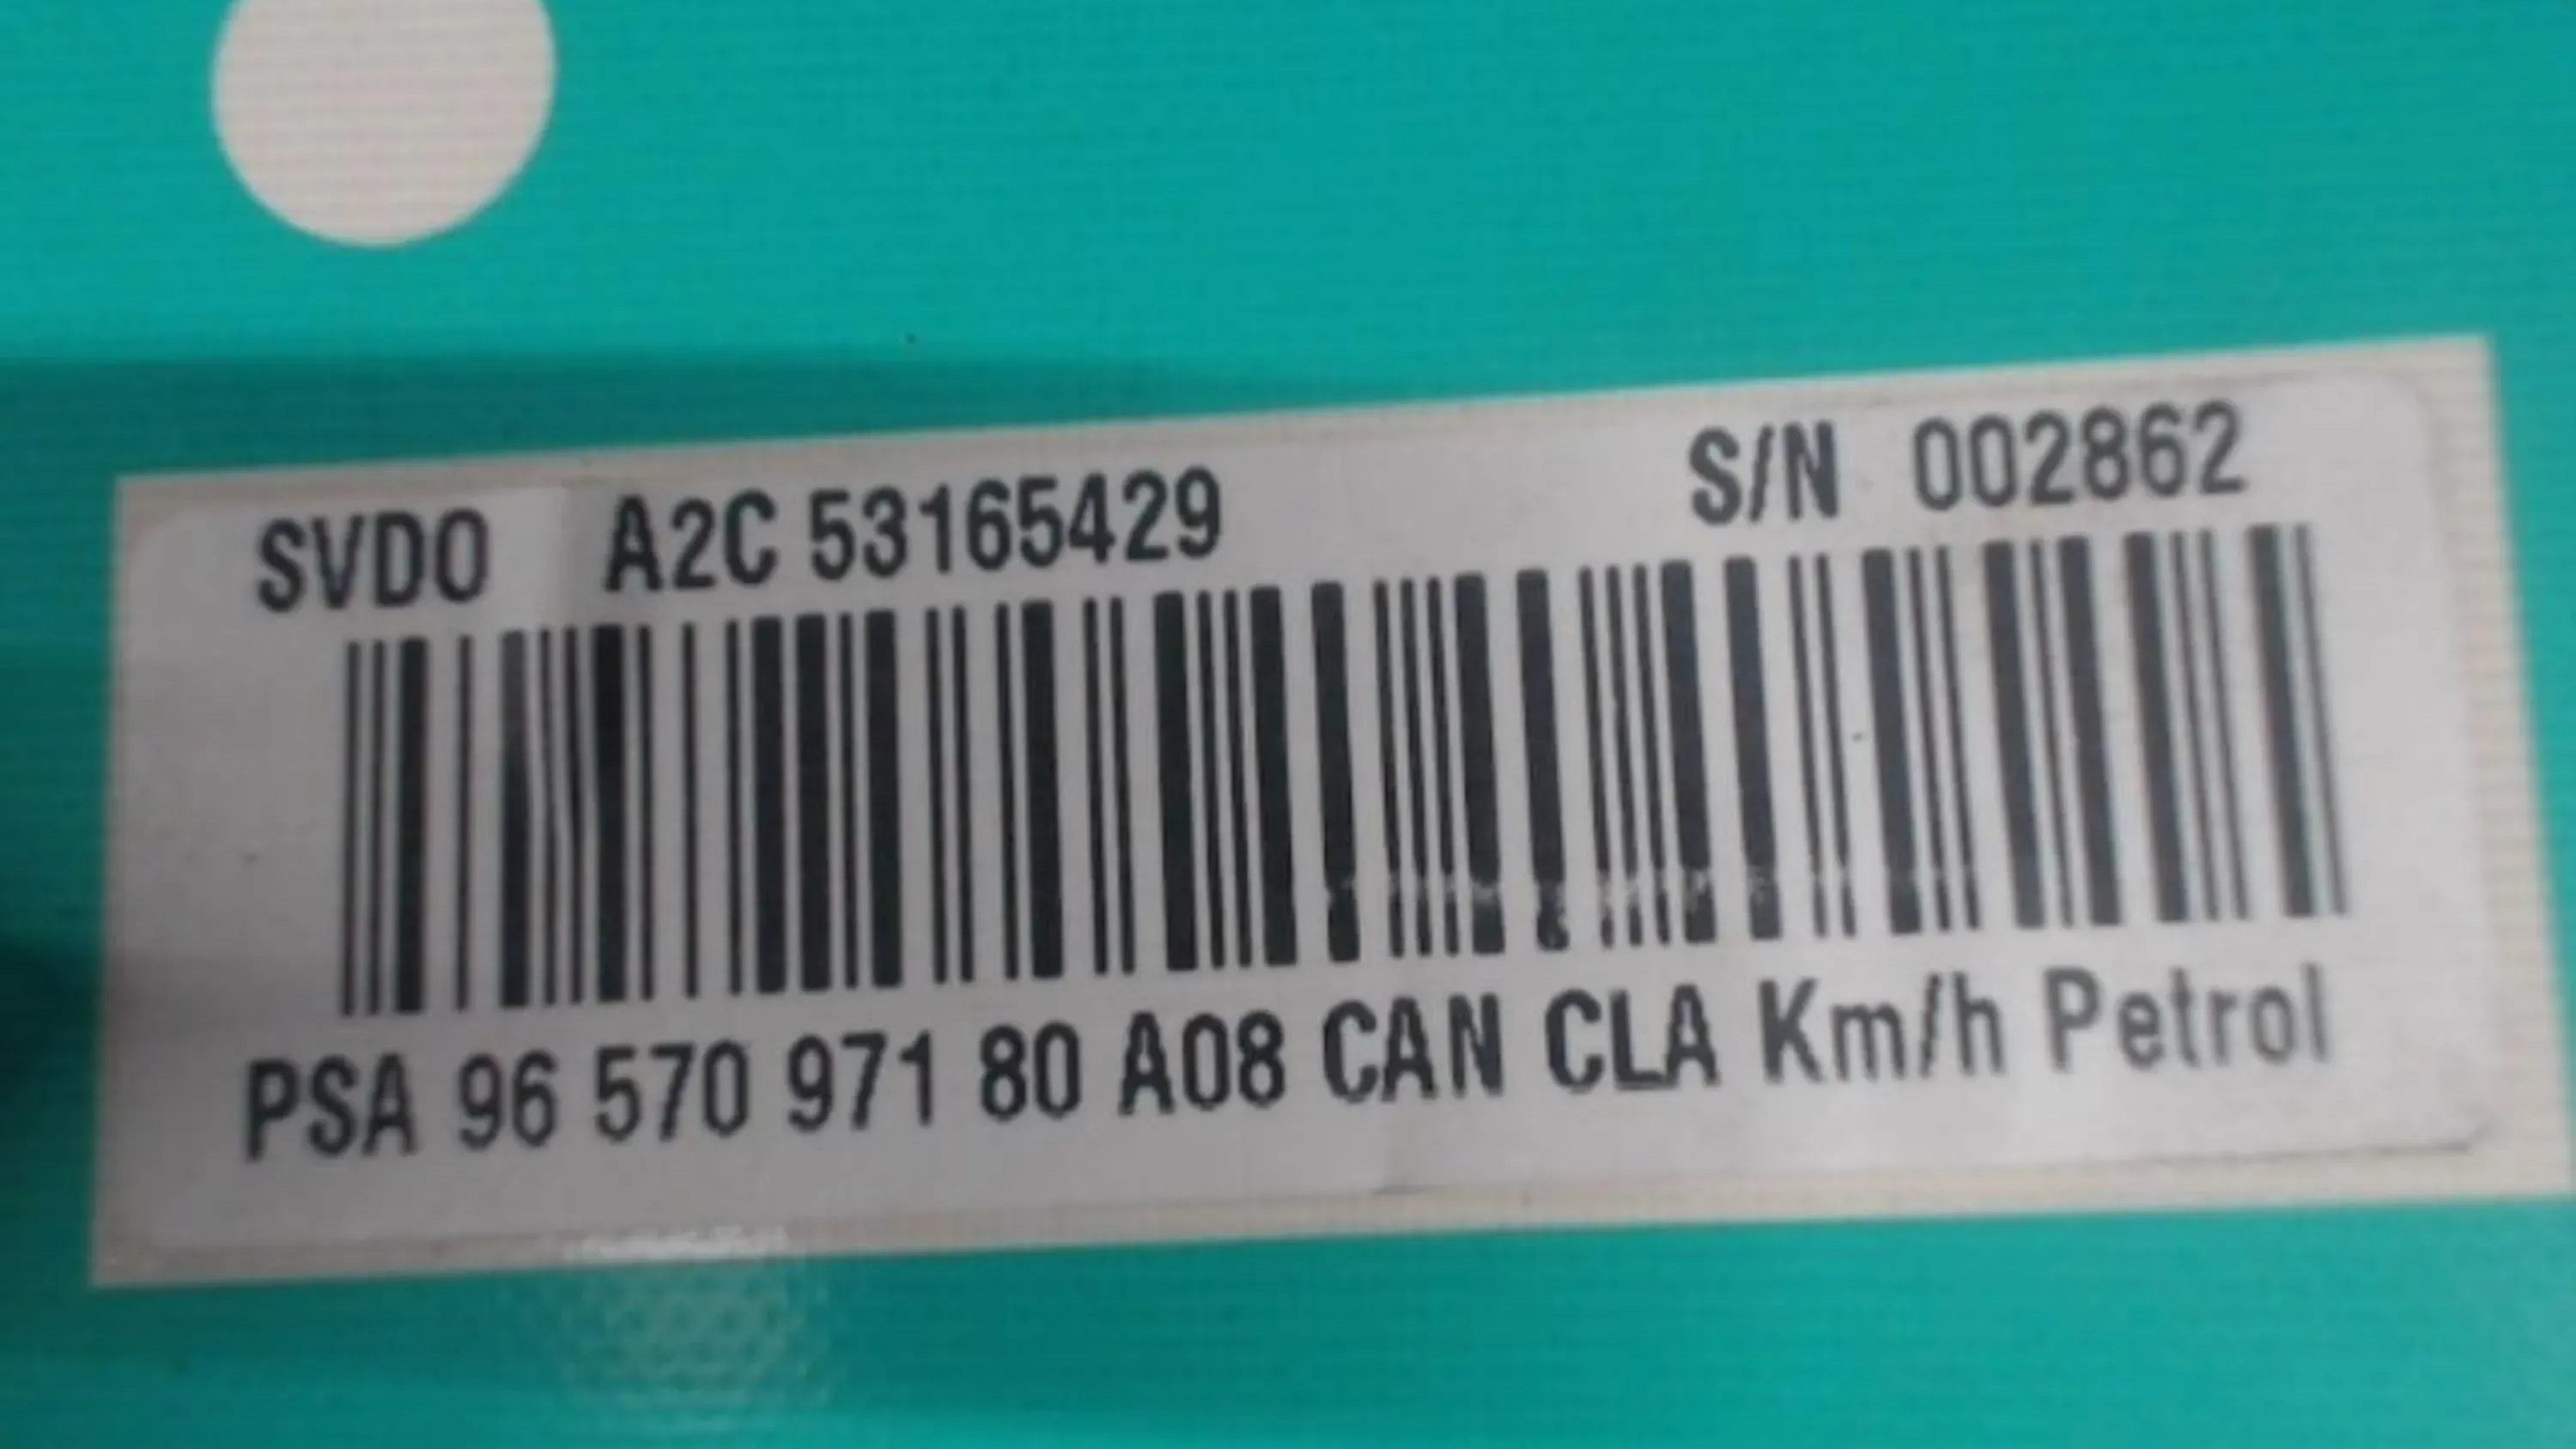 SVDO A2C 53165429 S/N 002862
PSA 96 570 971 80 A08 CAN CLA Km/h Petrol